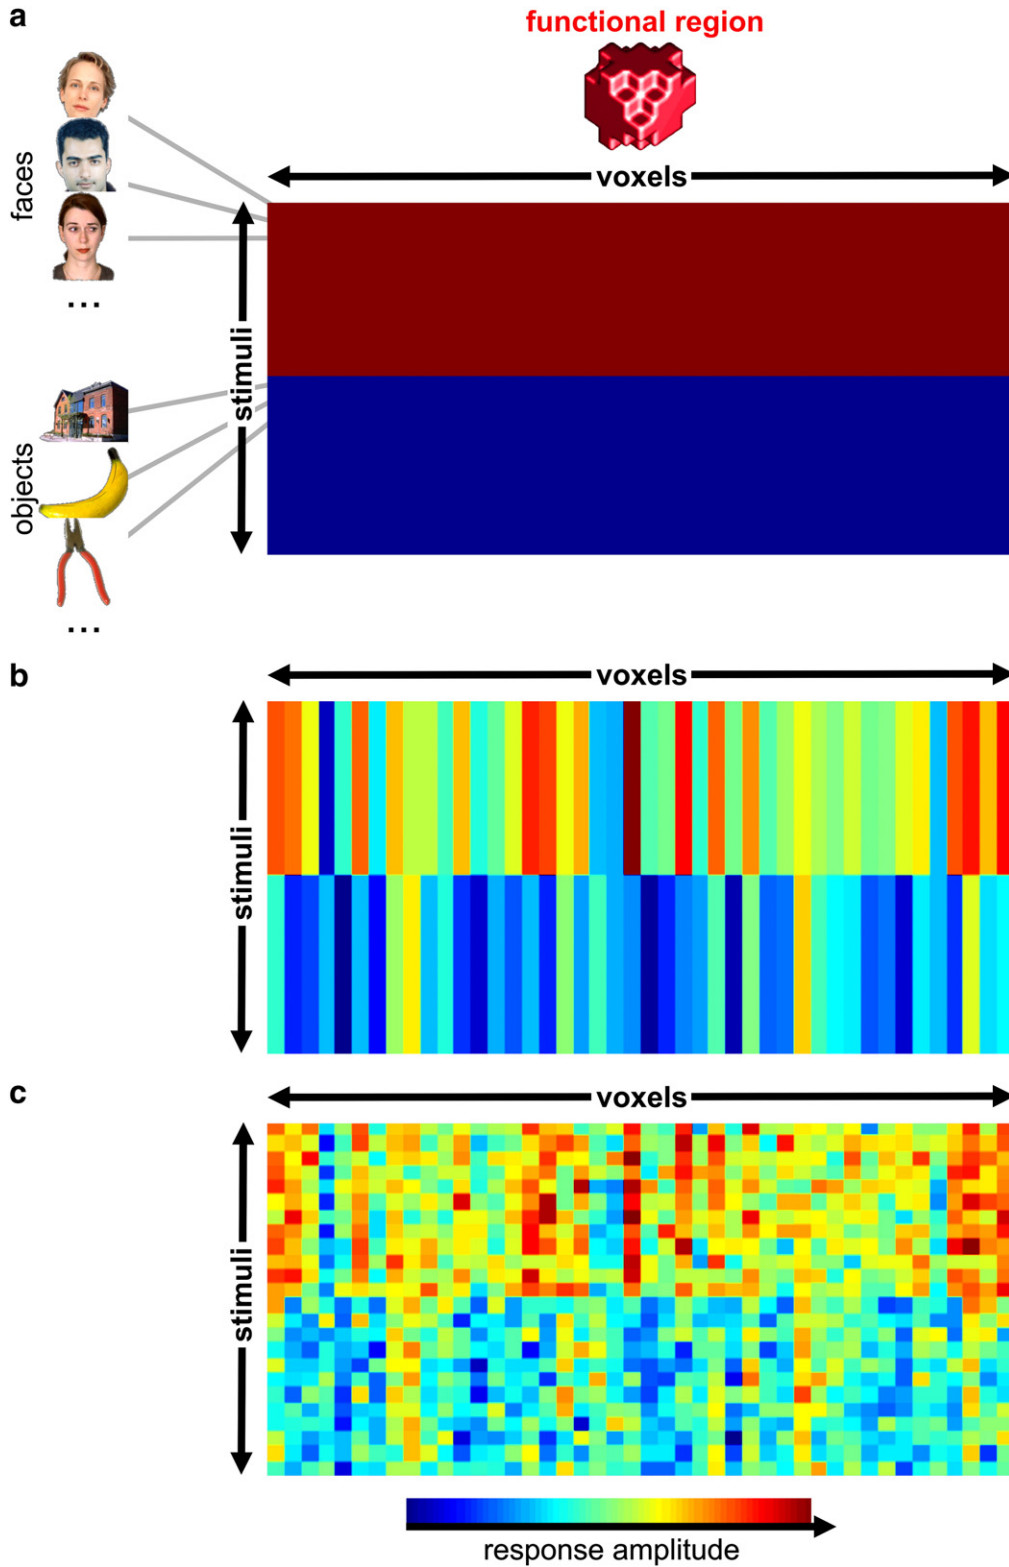 a
functional region
voxels
faces
stimuli
...
objects
...
b
voxels
stimuli
c
voxels
stimuli
response amplitude